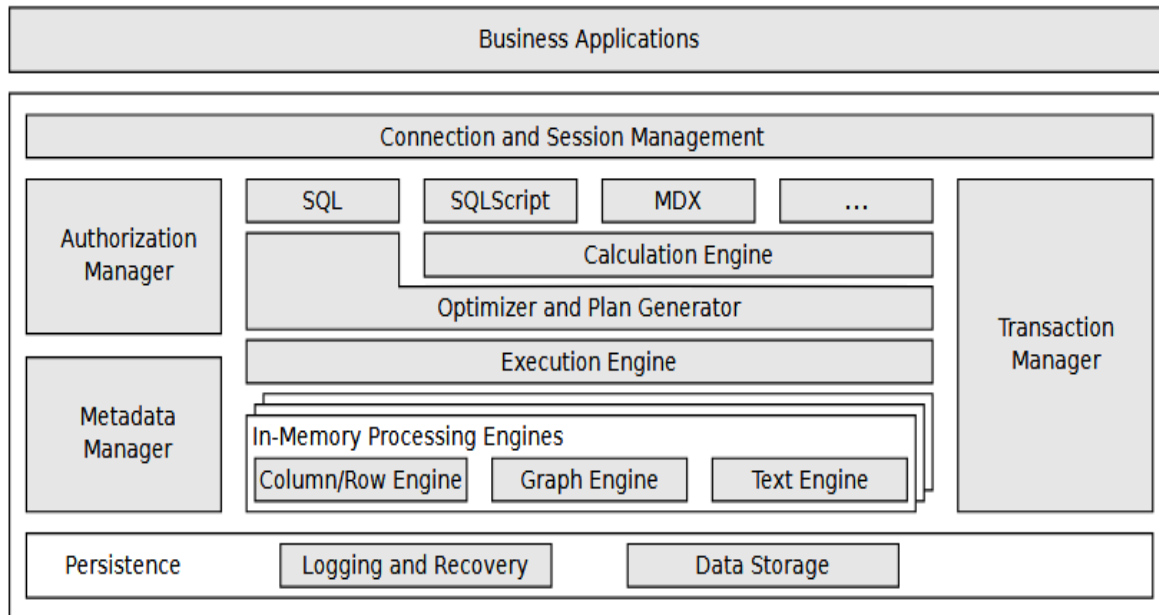 Business Applications
Connection and Session Management
SQL
SQLScript
MDX
...
Authorization
Manager
Calculation Engine
Optimizer and Plan Generator
Transaction
Manager
Execution Engine
Metadata
Manager
In-Memory Processing Engines
Column/Row Engine
Graph Engine
Text Engine
Persistence
Logging and Recovery
Data Storage